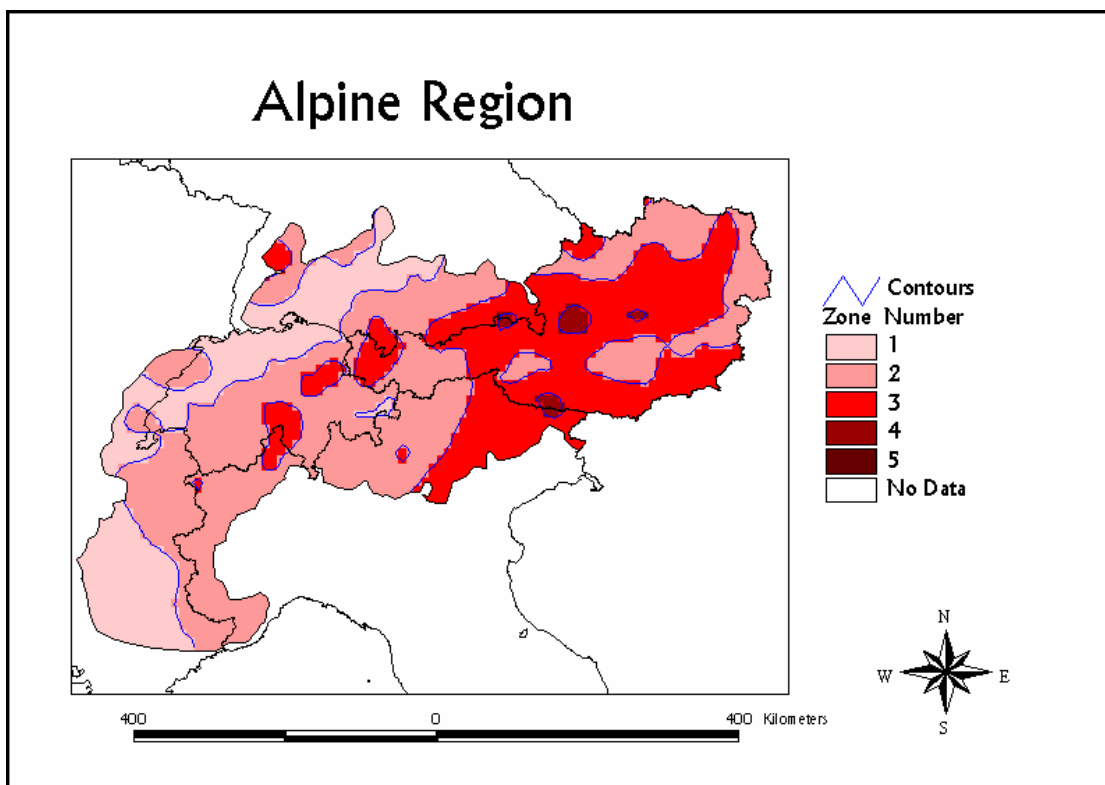 Alpine Region
Contours
Zone Number
1
2
3
4
5
No Data
N
W E
S
400 0 400 Kilometers